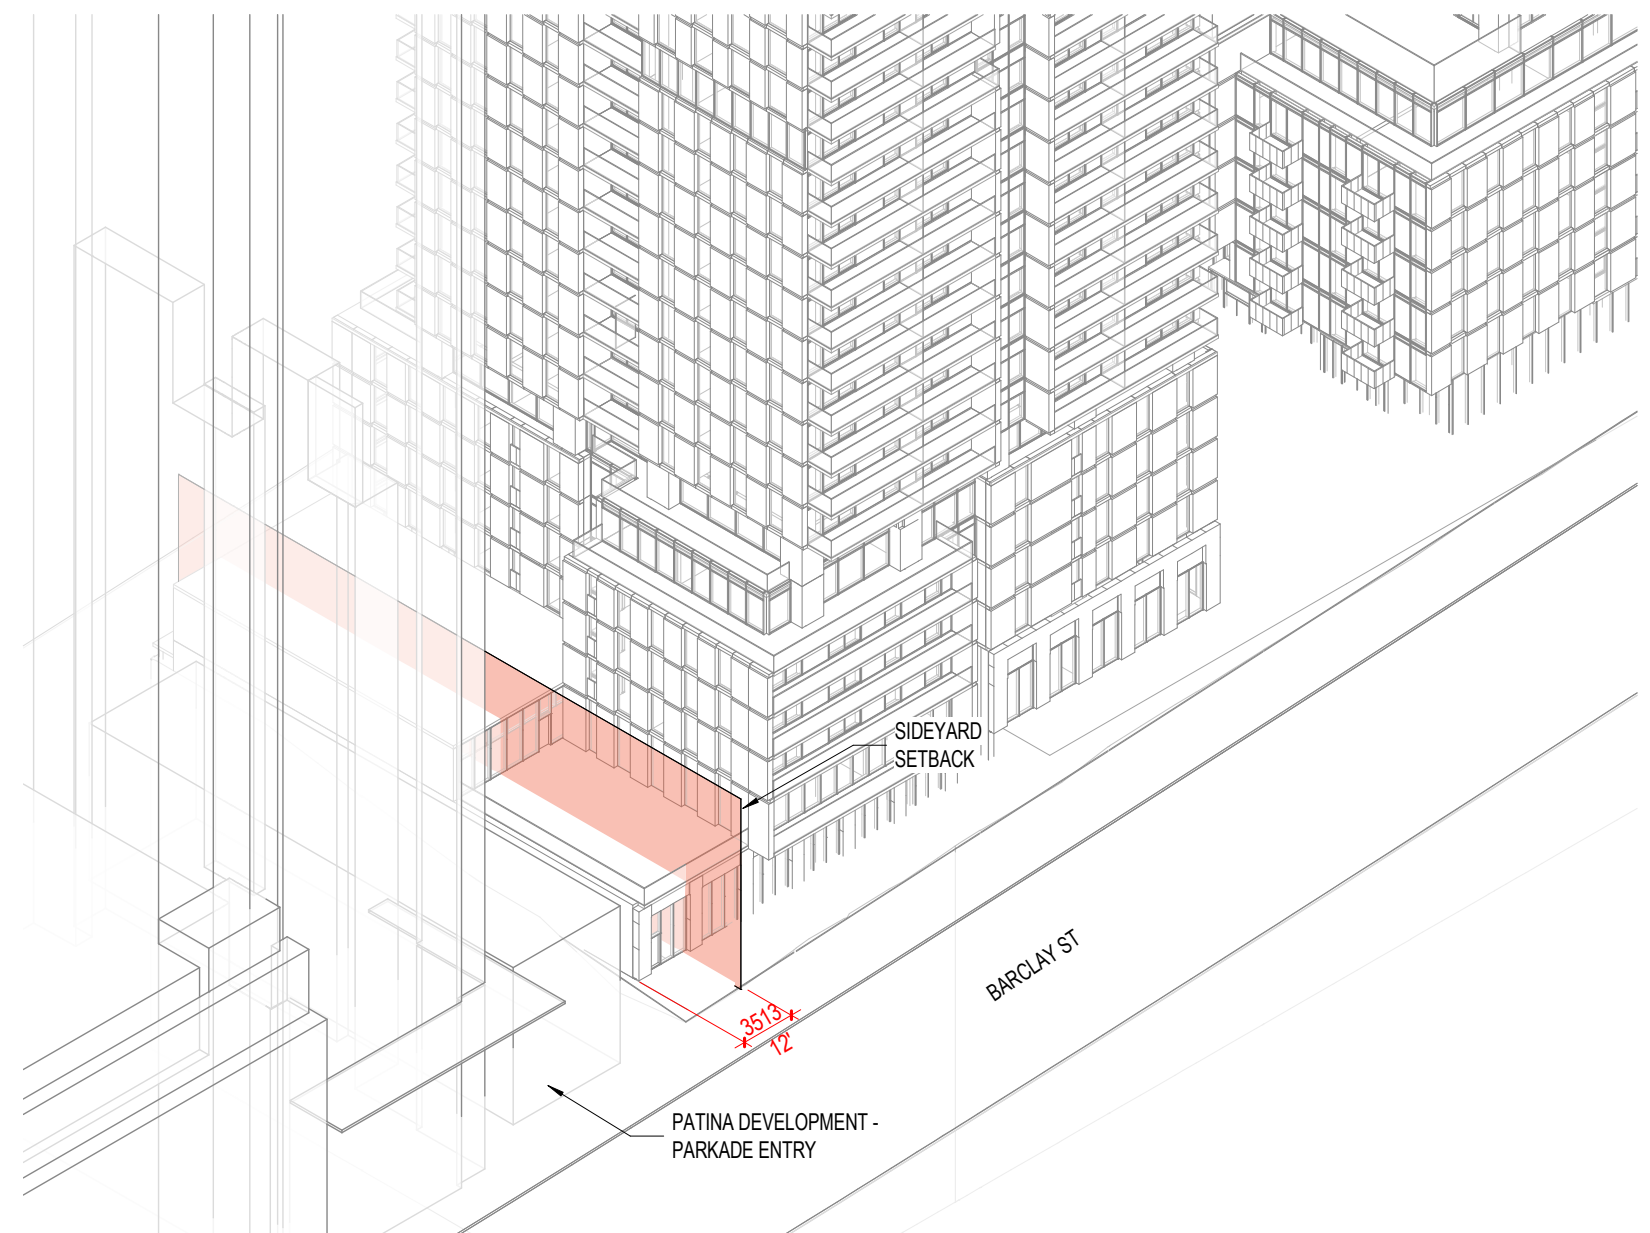 SIDEYARD
SETBACK
BARCLAY ST
3513
12'
PATINA DEVELOPMENT -
PARKADE ENTRY